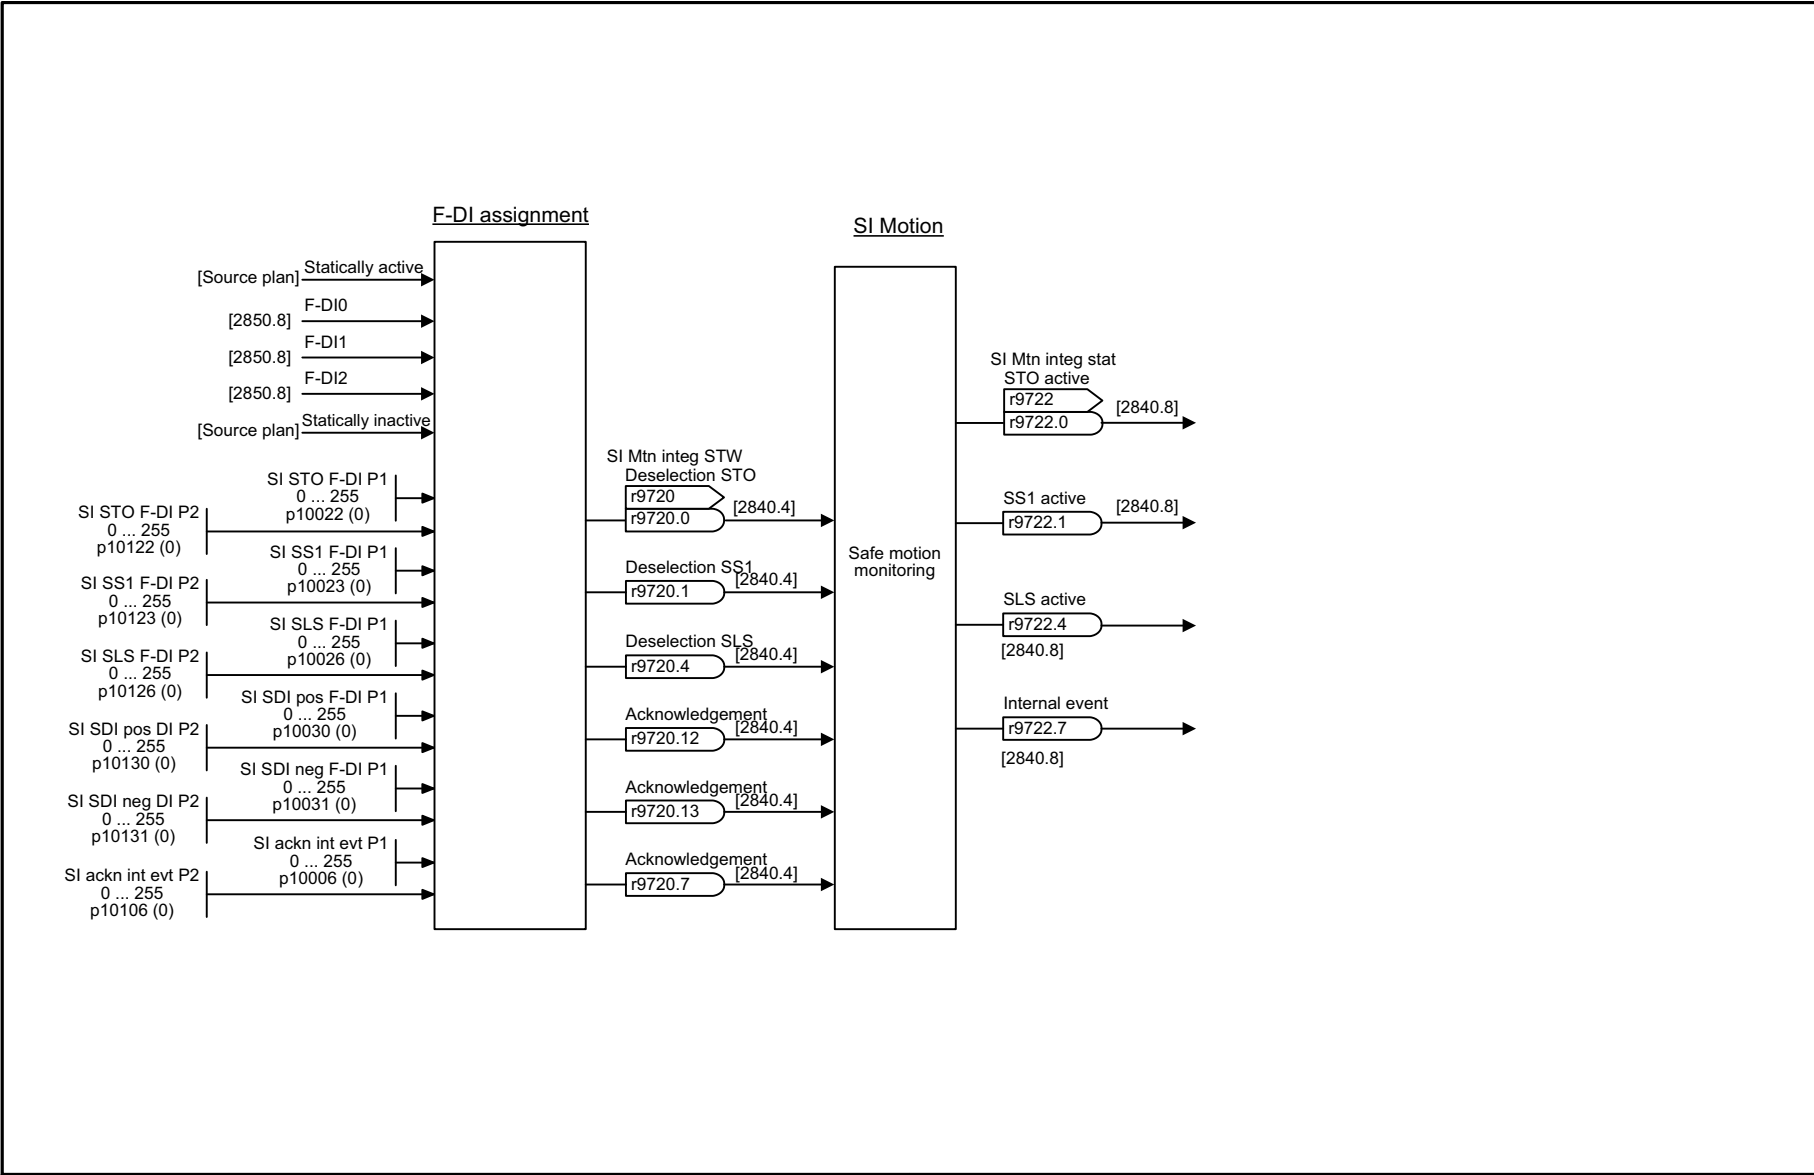 F-DI assignment
SI Motion
[Source plan] Statically active
F-DI0
[2850.8]
F-DI1
[2850.8]
F-DI2
[2850.8]
[Source plan] Statically inactive
SI STO F-DI P1
0 ... 255
p10022 (0)
SI STO F-DI P2
0 ... 255
p10122 (0)
SI SS1 F-DI P1
0 ... 255
p10023 (0)
SI SS1 F-DI P2
0 ... 255
p10123 (0)
SI SLS F-DI P1
0 ... 255
p10026 (0)
SI SLS F-DI P2
0 ... 255
p10126 (0)
SI SDI pos F-DI P1
0 ... 255
p10030 (0)
SI SDI pos DI P2
0 ... 255
p10130 (0)
SI SDI neg F-DI P1
0 ... 255
p10031 (0)
SI SDI neg DI P2
0 ... 255
p10131 (0)
SI ackn int evt P1
0 ... 255
p10006 (0)
SI ackn int evt P2
0 ... 255
p10106 (0)
SI Mtn integ STW
Deselection STO
r9720
r9720.0 [2840.4]
Deselection SS1
r9720.1 [2840.4]
Deselection SLS
r9720.4 [2840.4]
Acknowledgement
r9720.12 [2840.4]
Acknowledgement
r9720.13 [2840.4]
Acknowledgement
r9720.7 [2840.4]
Safe motion
monitoring
SI Mtn integ stat
STO active
r9722
r9722.0 [2840.8]
SS1 active
r9722.1 [2840.8]
SLS active
r9722.4
[2840.8]
Internal event
r9722.7
[2840.8]